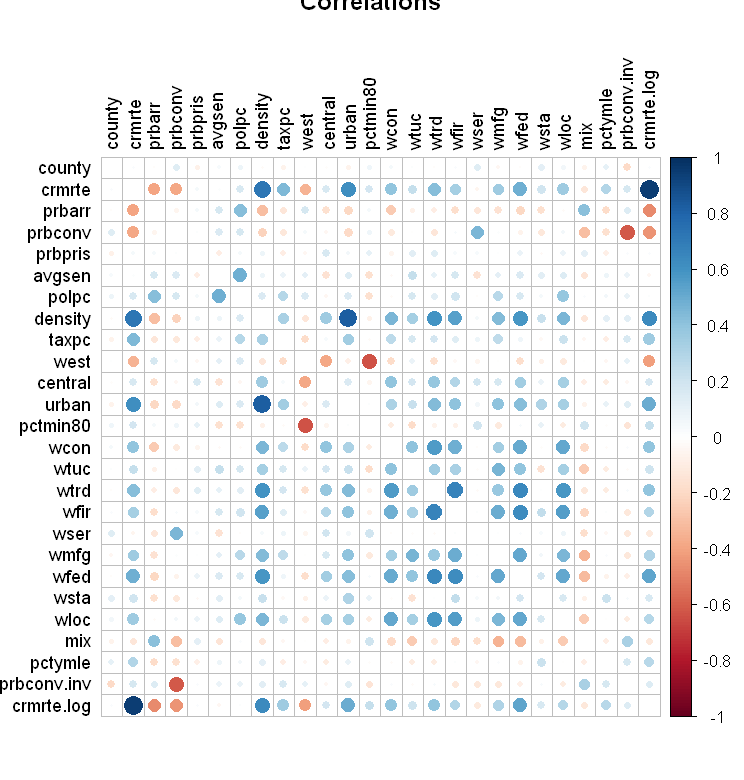 Correlations
county crmrte prbarr prbconv prbpris avgsen polpc density taxpc west central urban pctmin80 wcon wtuc wtrd wfir wser wmfg wfed wsta wloc mix pctymle prbconv.inv crmrte.log
county
crmrte
prbarr
prbconv
prbpris
avgsen
polpc
density
taxpc
west
central
urban
pctmin80
wcon
wtuc
wtrd
wfir
wser
wmfg
wfed
wsta
wloc
mix
pctymle
prbconv.inv
crmrte.log
1
0.8
0.6
0.4
0.2
0
-0.2
-0.4
-0.6
-0.8
-1